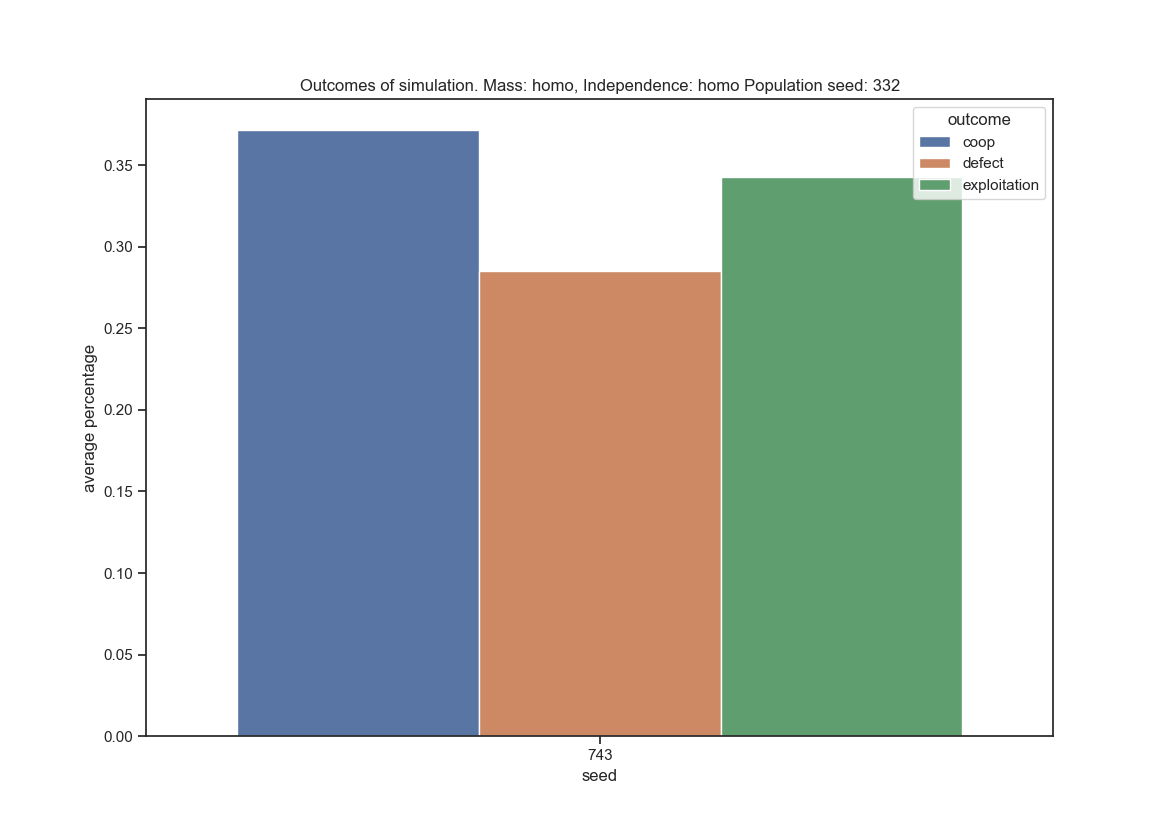 Outcomes of simulation. Mass: homo, Independence: homo Population seed: 332
outcome
coop
defect
exploitation
average percentage
0.35
0.30
0.25
0.20
0.15
0.10
0.05
0.00
743
seed